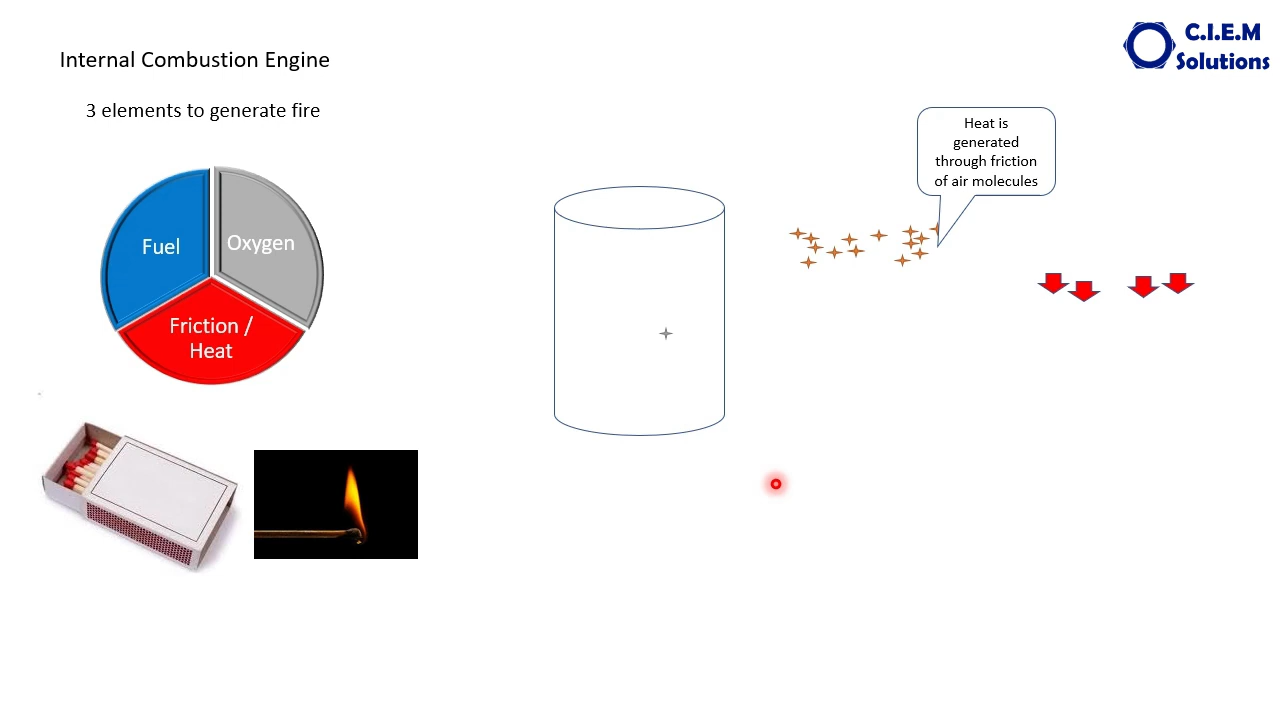 Internal Combustion Engine
3 elements to generate fire
Fuel
Oxygen
Friction /
Heat
Heat is
generated
through friction
of air molecules
C.I.E.M
Solutions